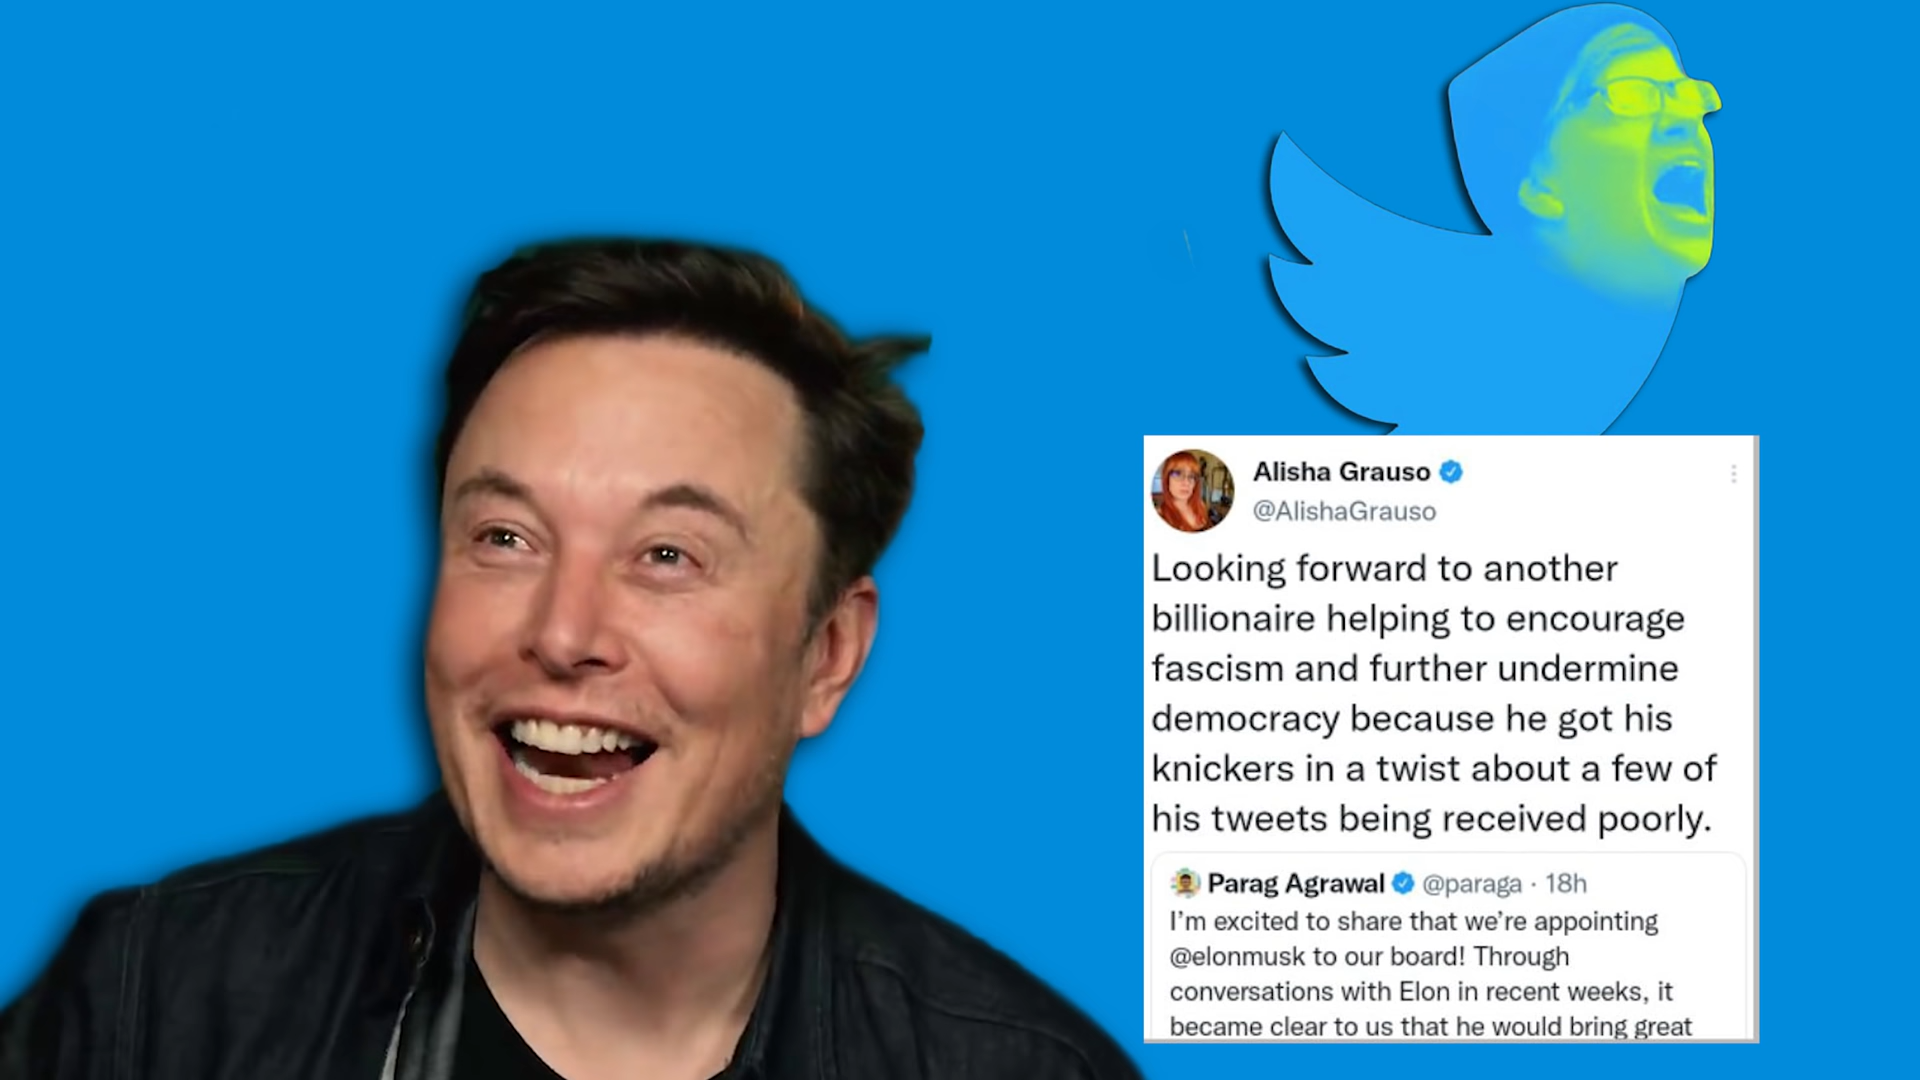 Alisha Grauso
@AlishaGrauso
Looking forward to another
billionaire helping to encourage
fascism and further undermine
democracy because he got his
knickers in a twist about a few of
his tweets being received poorly.
Parag Agrawal @paraga · 18h
I’m excited to share that we’re appointing
@elonmusk to our board! Through
conversations with Elon in recent weeks, it
became clear to us that he would bring great